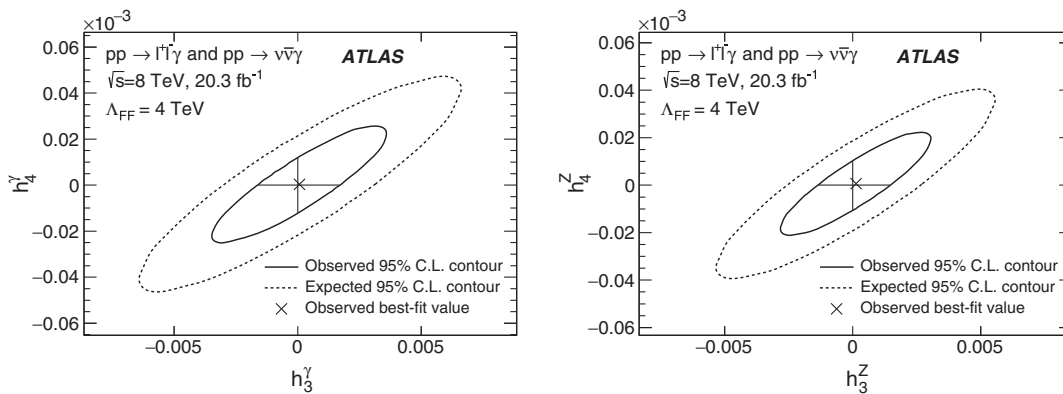 ×10⁻³
pp → l⁺l⁻γ and pp → νν̄γ ATLAS
√s=8 TeV, 20.3 fb⁻¹
Λ_FF = 4 TeV
0.06
0.04
0.02
0
−0.02
−0.04
−0.06
h₄^γ
Observed 95% C.L. contour
Expected 95% C.L. contour
Observed best-fit value
−0.005 0 0.005
h₃^γ
×10⁻³
pp → l⁺l⁻γ and pp → νν̄γ ATLAS
√s=8 TeV, 20.3 fb⁻¹
Λ_FF = 4 TeV
0.06
0.04
0.02
0
−0.02
−0.04
−0.06
h₄^Z
Observed 95% C.L. contour
Expected 95% C.L. contour
Observed best-fit value
−0.005 0 0.005
h₃^Z